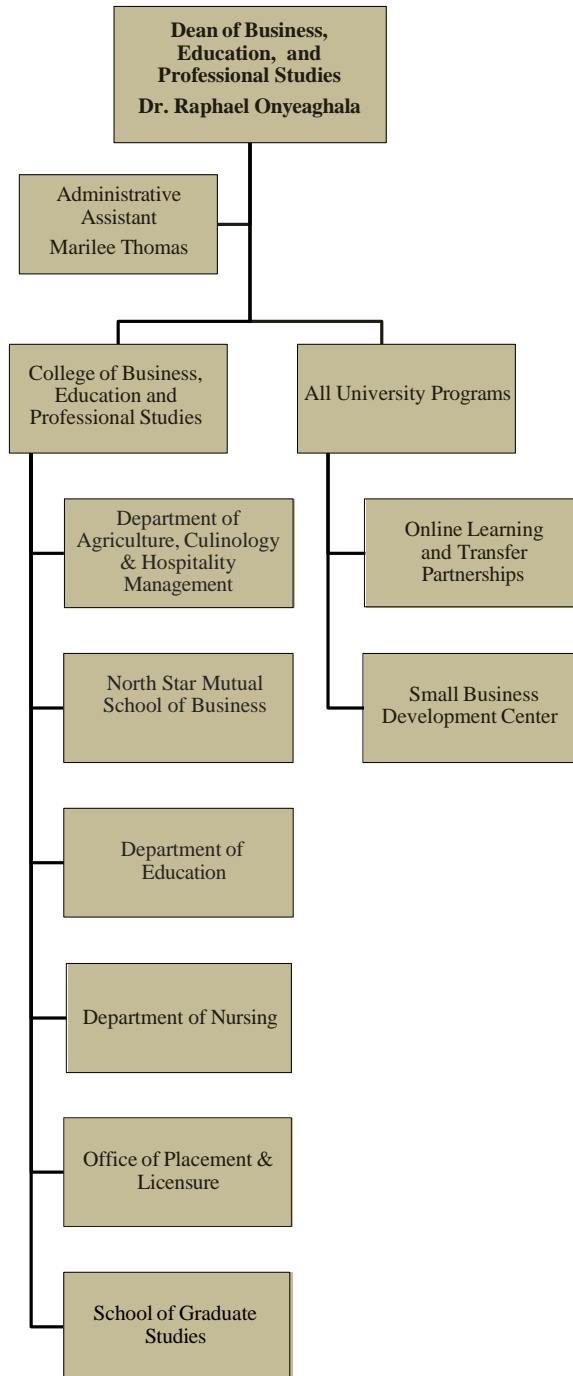 Dean of Business,
Education, and
Professional Studies
Dr. Raphael Onyeaghala
Administrative
Assistant
Marilee Thomas
College of Business,
Education and
Professional Studies
All University Programs
Department of
Agriculture, Culinology
& Hospitality
Management
North Star Mutual
School of Business
Department of
Education
Department of Nursing
Office of Placement &
Licensure
School of Graduate
Studies
Online Learning
and Transfer
Partnerships
Small Business
Development Center